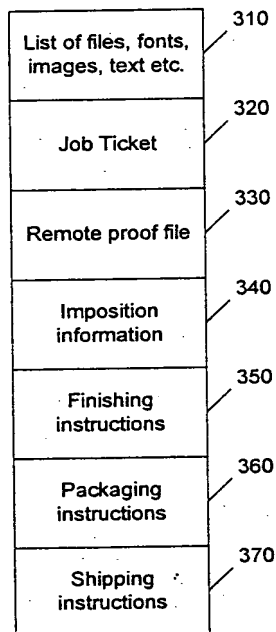 List of files, fonts,
images, text etc.
310
Job Ticket
320
Remote proof file
330
Imposition
information
340
Finishing
instructions
350
Packaging
instructions
360
Shipping
instructions
370